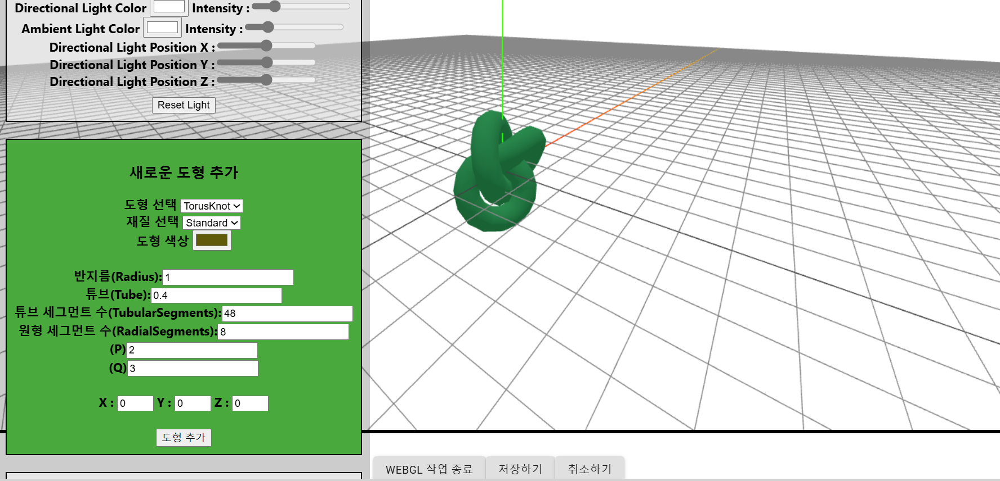 Directional Light Color Intensity :
Ambient Light Color Intensity :
Directional Light Position X :
Directional Light Position Y :
Directional Light Position Z :
Reset Light
새로운 도형 추가
도형 선택 TorusKnot
재질 선택 Standard
도형 색상
반지름(Radius): 1
튜브(Tube): 0.4
튜브 세그먼트 수(TubularSegments): 48
원형 세그먼트 수(RadialSegments): 8
(P) 2
(Q) 3
X : 0 Y : 0 Z : 0
도형 추가
WEBGL 작업 종료 저장하기 취소하기